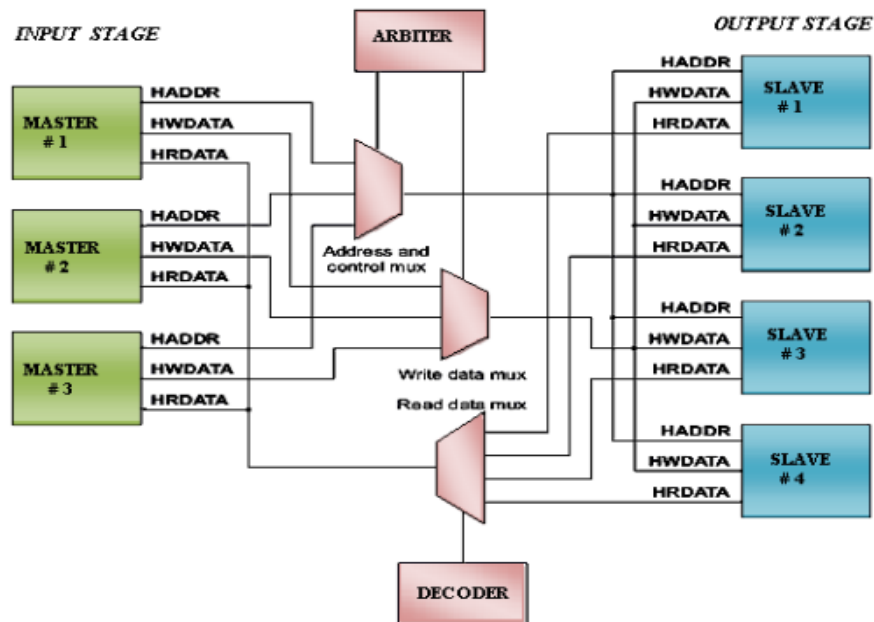 INPUT STAGE
ARBITER
OUTPUT STAGE
MASTER
# 1
HADDR
HWDATA
HRDATA
MASTER
# 2
HADDR
HWDATA
HRDATA
MASTER
# 3
HADDR
HWDATA
HRDATA
Address and
control mux
Write data mux
Read data mux
DECODER
HADDR
HWDATA
HRDATA
SLAVE
# 1
HADDR
HWDATA
HRDATA
SLAVE
# 2
HADDR
HWDATA
HRDATA
SLAVE
# 3
HADDR
HWDATA
HRDATA
SLAVE
# 4